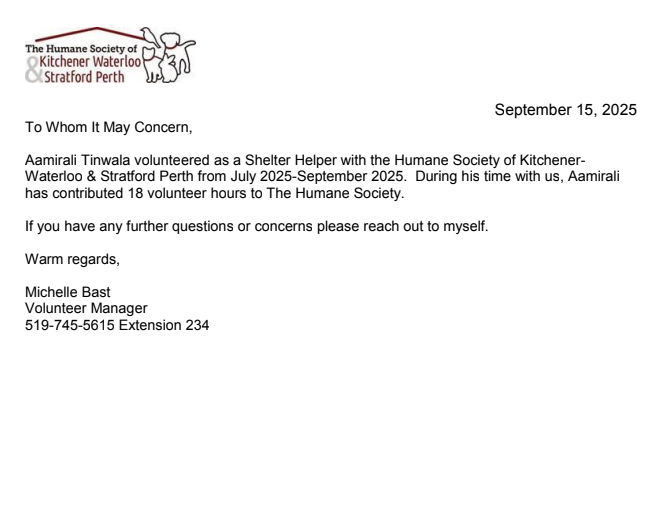 The Humane Society of
Kitchener Waterloo
& Stratford Perth
September 15, 2025
To Whom It May Concern,
Aamirali Tinwala volunteered as a Shelter Helper with the Humane Society of Kitchener-
Waterloo & Stratford Perth from July 2025-September 2025.  During his time with us, Aamirali
has contributed 18 volunteer hours to The Humane Society.
If you have any further questions or concerns please reach out to myself.
Warm regards,
Michelle Bast
Volunteer Manager
519-745-5615 Extension 234